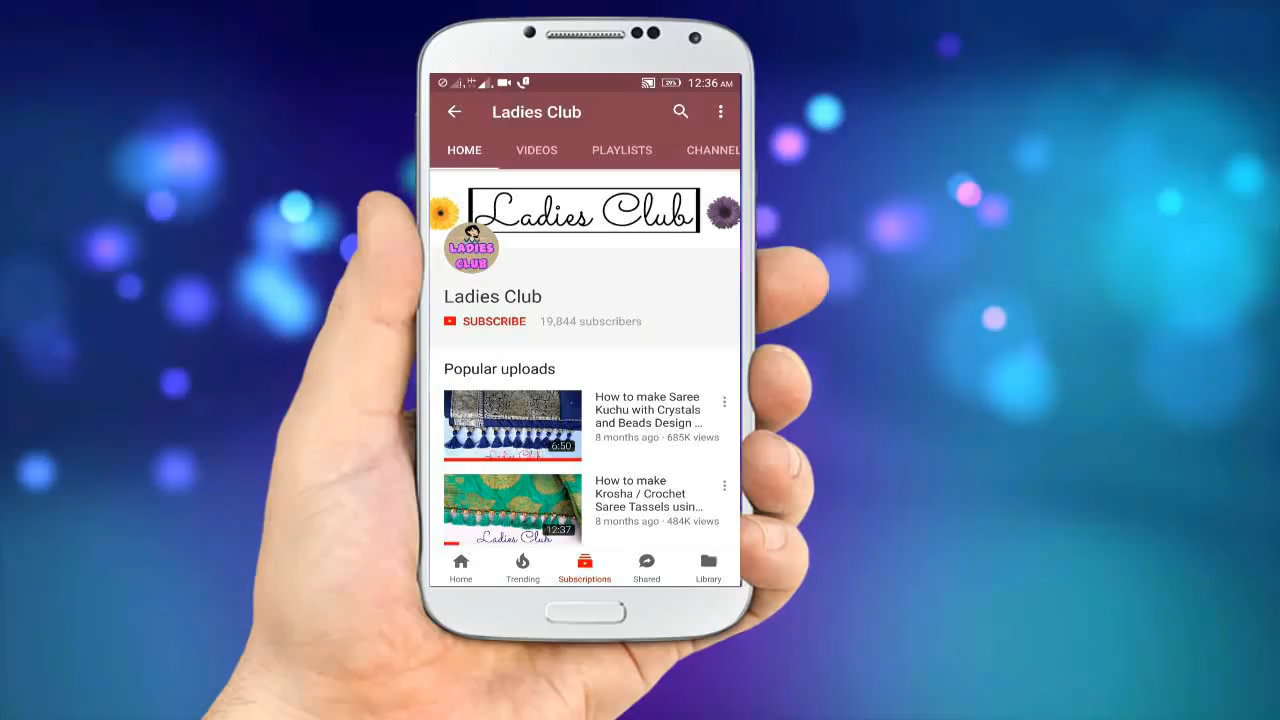 H+
29%
12:36 AM
Ladies Club
HOME
VIDEOS
PLAYLISTS
CHANNEL
Ladies Club
LADIES
CLUB
Ladies Club
SUBSCRIBE
19,844 subscribers
Popular uploads
How to make Saree
Kuchu with Crystals
and Beads Design ...
8 months ago · 685K views
6:50
Ladies Club
How to make
Krosha / Crochet
Saree Tassels usin...
8 months ago · 484K views
12:37
Ladies Club
Home
Trending
Subscriptions
Shared
Library